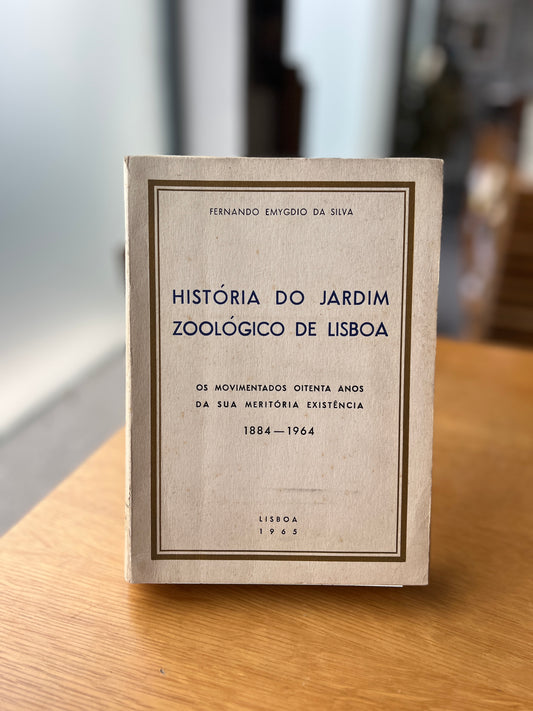 FERNANDO EMYGDIO DA SILVA
HISTÓRIA DO JARDIM
ZOOLÓGICO DE LISBOA
OS MOVIMENTADOS OITENTA ANOS
DA SUA MERITÓRIA EXISTÊNCIA
1884—1964
LISBOA
1965